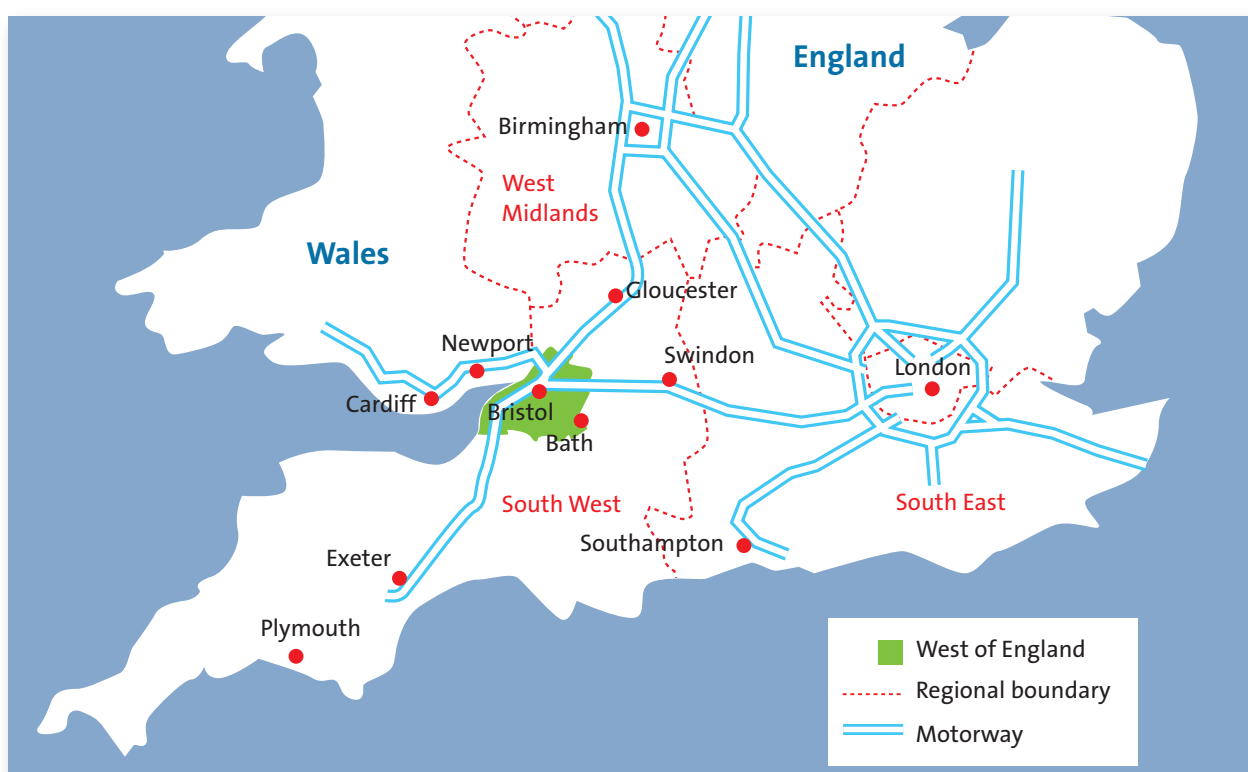 England
Birmingham
West
Midlands
Wales
Gloucester
Newport
Swindon
London
Cardiff
Bristol
Bath
South West
South East
Southampton
Exeter
Plymouth
West of England
Regional boundary
Motorway